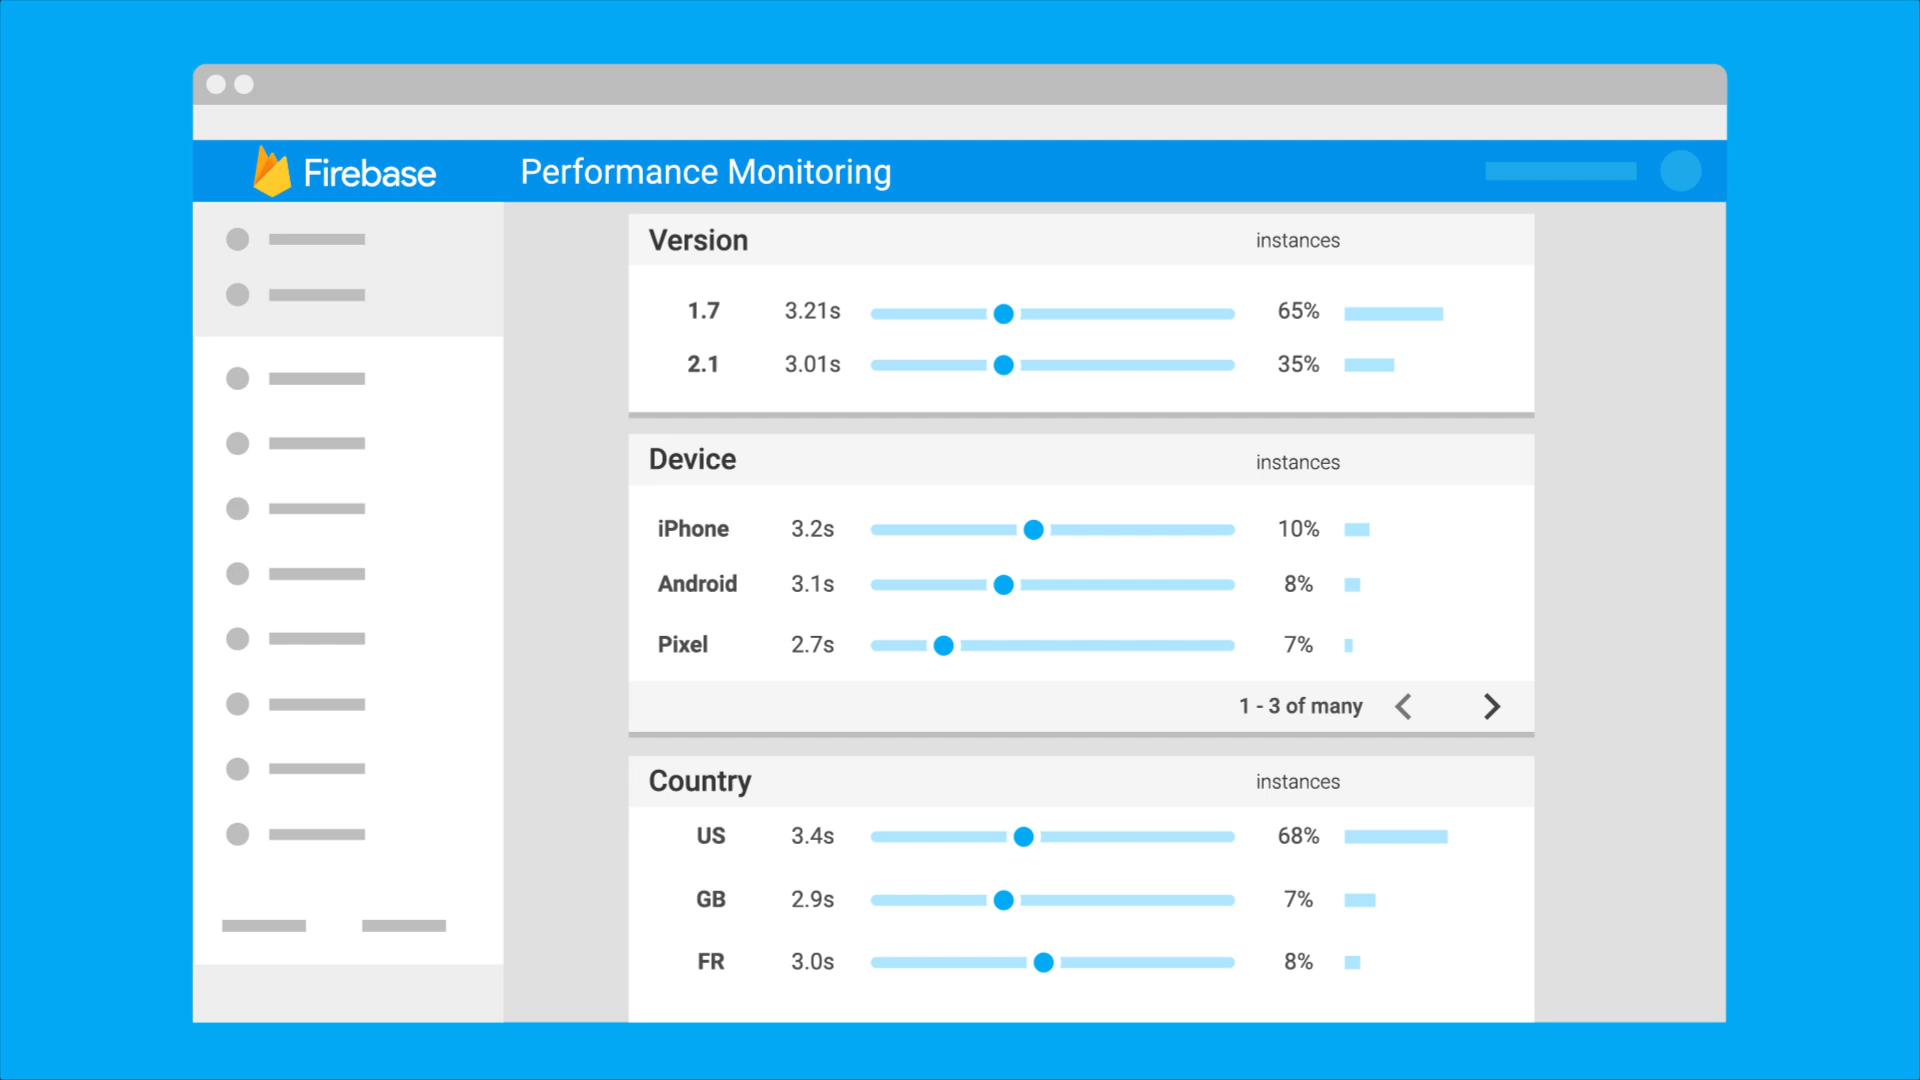 Firebase Performance Monitoring
Version instances
1.7 3.21s 65%
2.1 3.01s 35%
Device instances
iPhone 3.2s 10%
Android 3.1s 8%
Pixel 2.7s 7%
1 - 3 of many
Country instances
US 3.4s 68%
GB 2.9s 7%
FR 3.0s 8%